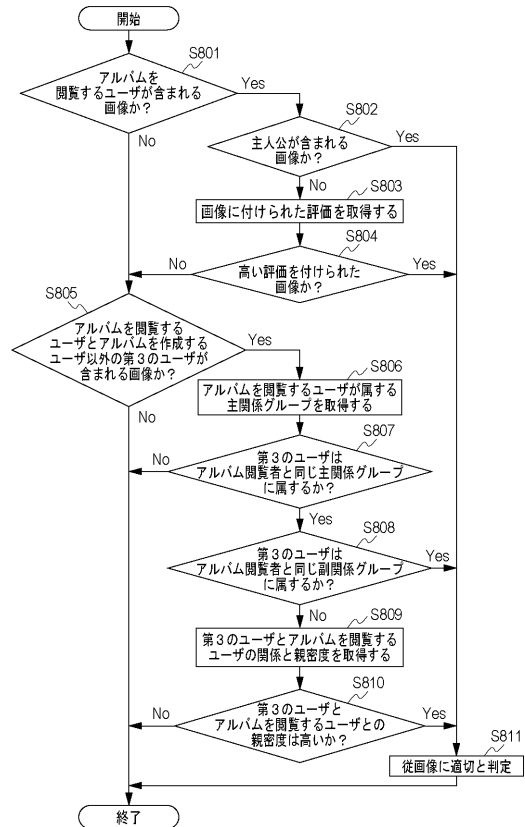 開始
S801
アルバムを
閲覧するユーザが含まれる
画像か？
Yes
No
S802
主人公が含まれる
画像か？
Yes
No
S803
画像に付けられた評価を取得する
S804
高い評価を付けられた
画像か？
No
Yes
S805
アルバムを閲覧する
ユーザとアルバムを作成する
ユーザ以外の第３のユーザが
含まれる画像か？
Yes
No
S806
アルバムを閲覧するユーザが属する
主関係グループを取得する
S807
第３のユーザは
アルバム閲覧者と同じ主関係グループ
に属するか？
No
Yes
S808
第３のユーザは
アルバム閲覧者と同じ副関係グループ
に属するか？
Yes
No
S809
第３のユーザとアルバムを閲覧する
ユーザの関係と親密度を取得する
S810
第３のユーザと
アルバムを閲覧するユーザとの
親密度は高いか？
No
Yes
S811
従画像に適切と判定
終了